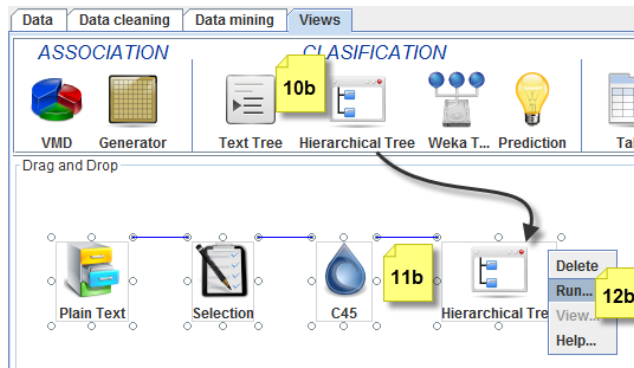 Data Data cleaning Data mining Views
ASSOCIATION CLASIFICATION
10b
VMD Generator Text Tree Hierarchical Tree Weka T... Prediction
Drag and Drop
Delete
11b Run... 12b
Plain Text Selection C45 Hierarchical Tre View...
Help...